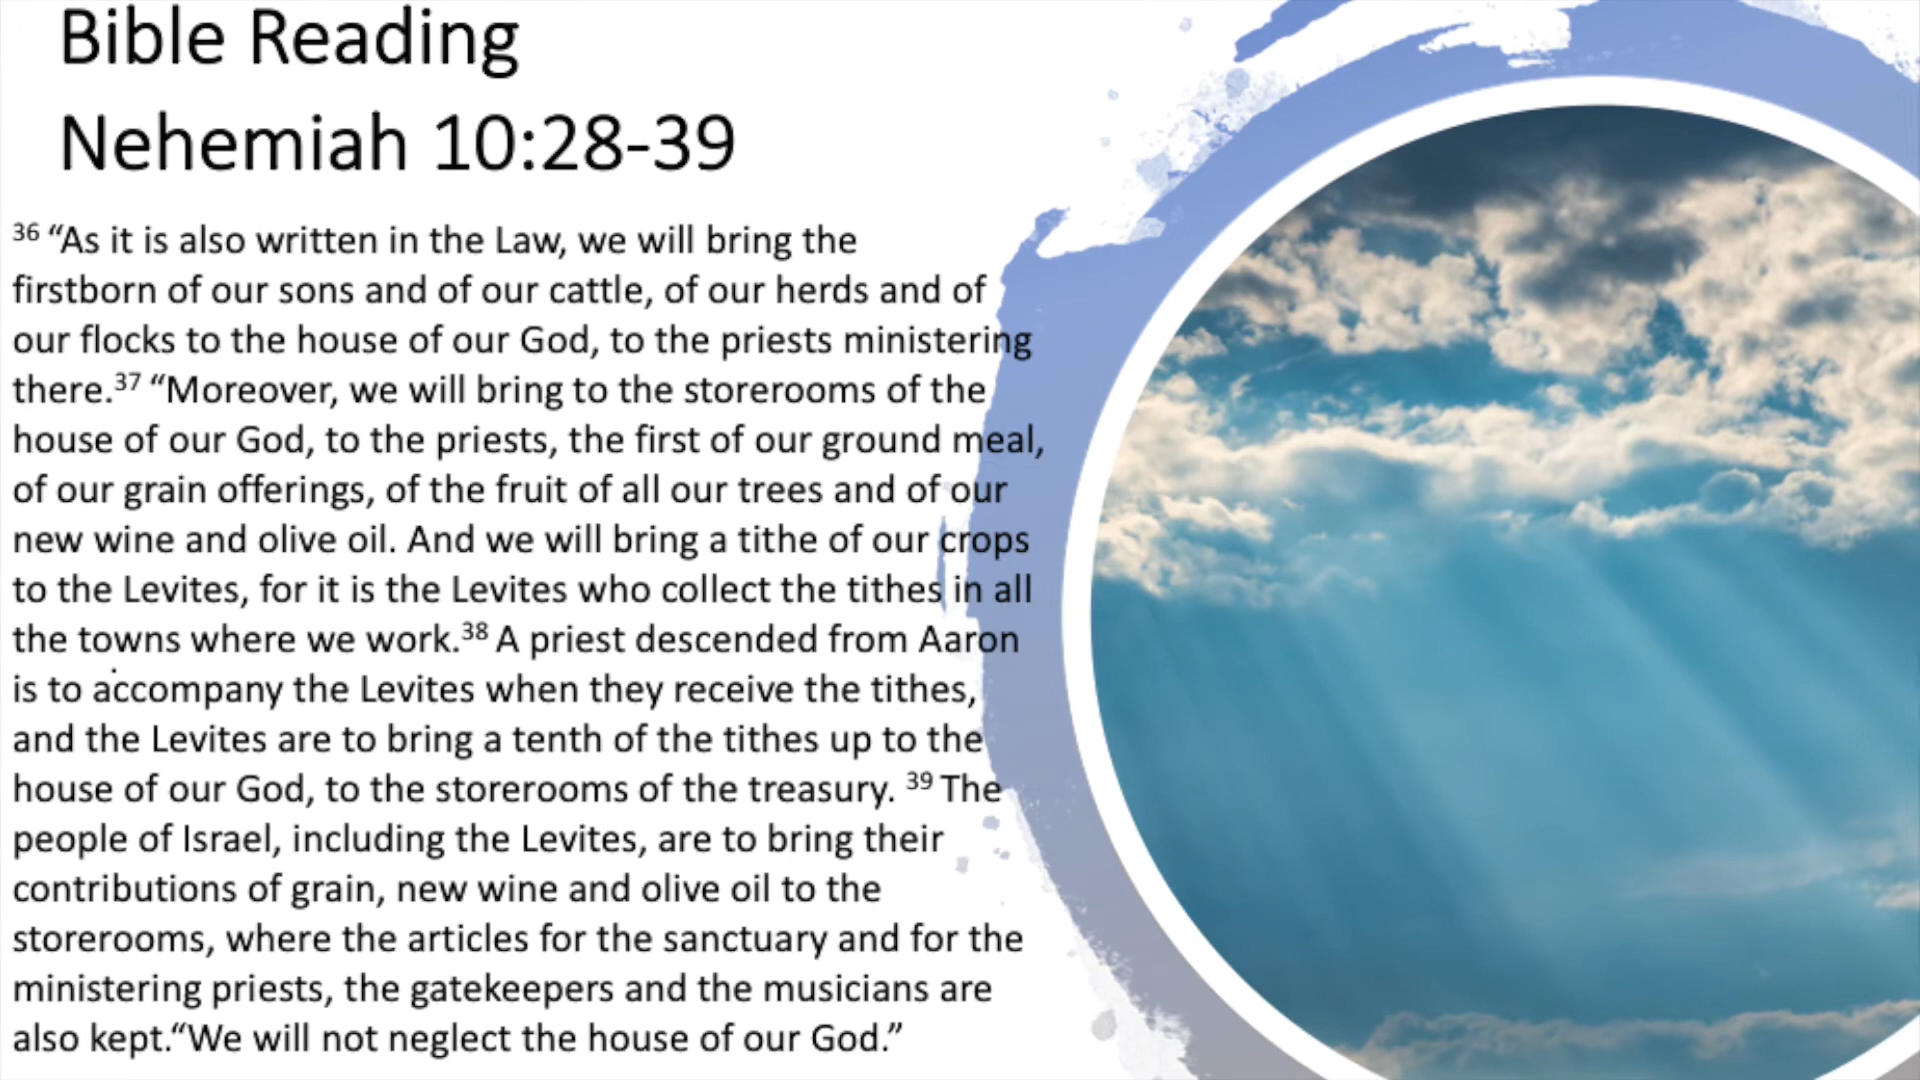 Bible Reading
Nehemiah 10:28-39
36 “As it is also written in the Law, we will bring the
firstborn of our sons and of our cattle, of our herds and of
our flocks to the house of our God, to the priests ministering
there.37 “Moreover, we will bring to the storerooms of the
house of our God, to the priests, the first of our ground meal,
of our grain offerings, of the fruit of all our trees and of our
new wine and olive oil. And we will bring a tithe of our crops
to the Levites, for it is the Levites who collect the tithes in all
the towns where we work.38 A priest descended from Aaron
is to accompany the Levites when they receive the tithes,
and the Levites are to bring a tenth of the tithes up to the
house of our God, to the storerooms of the treasury. 39 The
people of Israel, including the Levites, are to bring their
contributions of grain, new wine and olive oil to the
storerooms, where the articles for the sanctuary and for the
ministering priests, the gatekeepers and the musicians are
also kept.“We will not neglect the house of our God.”